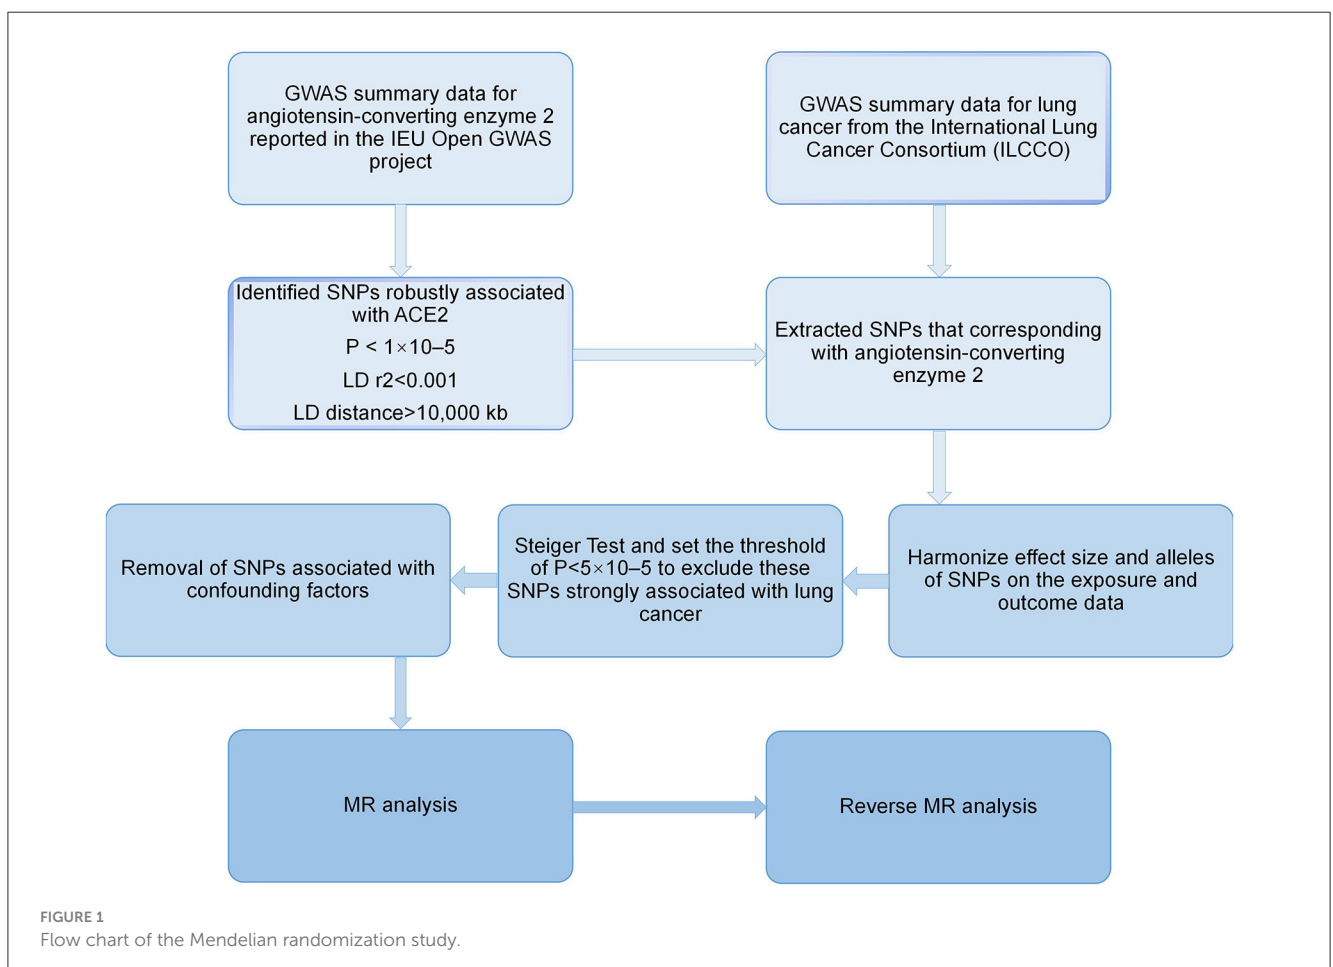 GWAS summary data for
angiotensin-converting enzyme 2
reported in the IEU Open GWAS
project
GWAS summary data for lung
cancer from the International Lung
Cancer Consortium (ILCCO)
Identified SNPs robustly associated
with ACE2
P < 1×10–5
LD r2<0.001
LD distance>10,000 kb
Extracted SNPs that corresponding
with angiotensin-converting
enzyme 2
Removal of SNPs associated with
confounding factors
Steiger Test and set the threshold
of P<5×10–5 to exclude these
SNPs strongly associated with lung
cancer
Harmonize effect size and alleles
of SNPs on the exposure and
outcome data
MR analysis
Reverse MR analysis
FIGURE 1
Flow chart of the Mendelian randomization study.